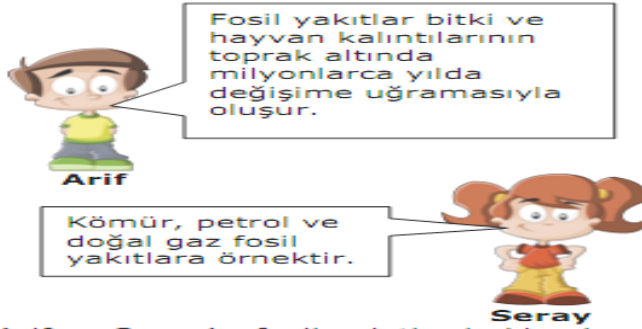 Fosil yakıtlar bitki ve
hayvan kalıntılarının
toprak altında
milyonlarca yılda
değişime uğramasıyla
oluşur.
Arif
Kömür, petrol ve
doğal gaz fosil
yakıtlara örnektir.
Seray